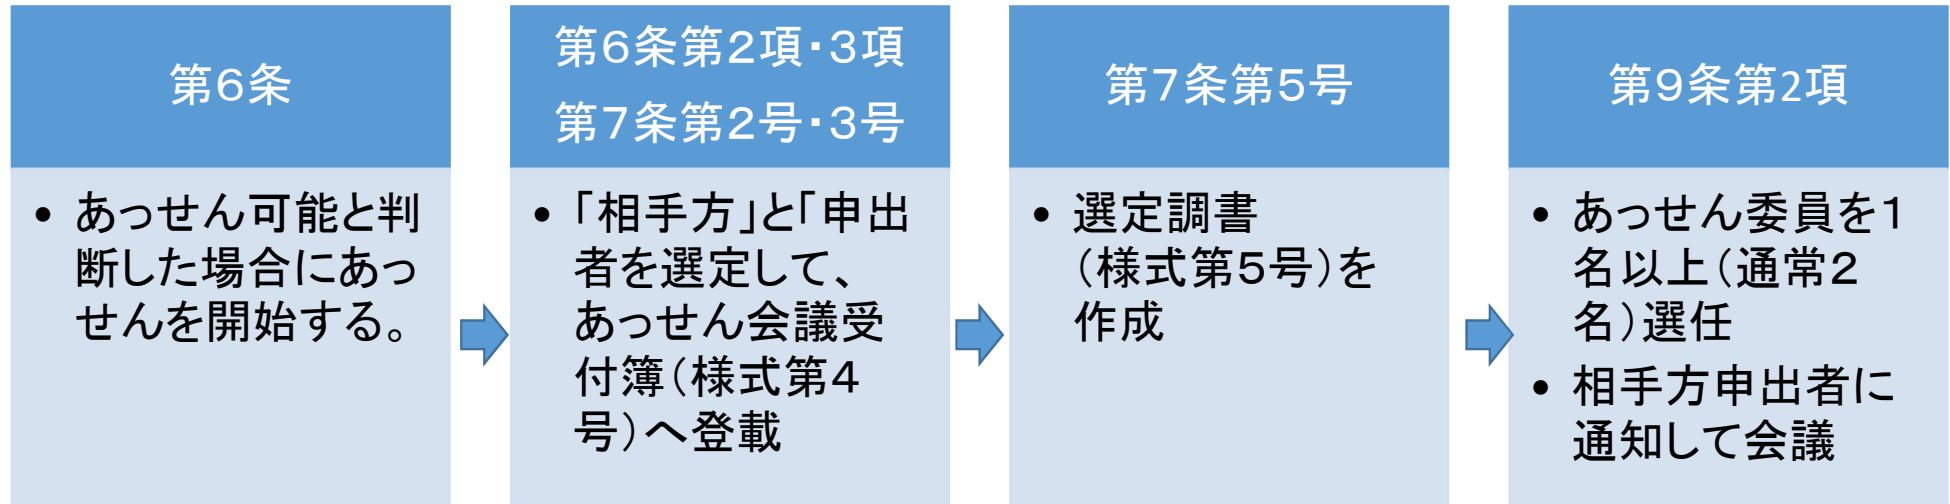 第６条
・あっせん可能と判
断した場合にあっ
せんを開始する。
第６条第２項・３項
第７条第２号・３号
・「相手方」と「申出
者を選定して、
あっせん会議受
付簿（様式第４
号）へ登載
第７条第５号
・選定調書
（様式第５号）を
作成
第９条第2項
・あっせん委員を１
名以上（通常２
名）選任
・相手方申出者に
通知して会議